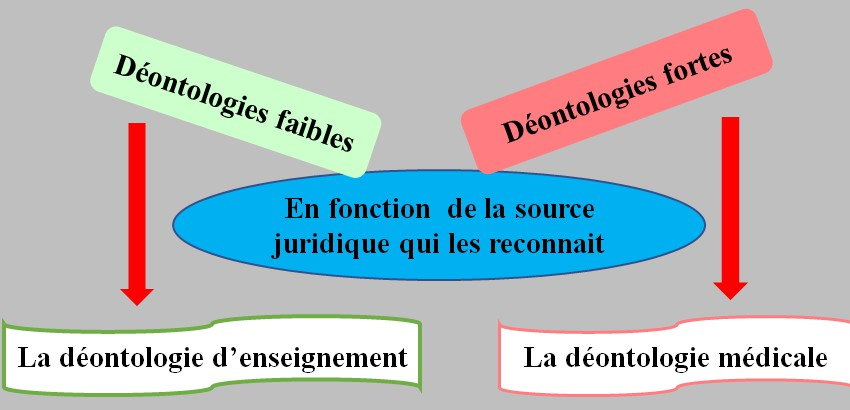 Déontologies faibles
Déontologies fortes
En fonction de la source
juridique qui les reconnait
La déontologie d’enseignement
La déontologie médicale